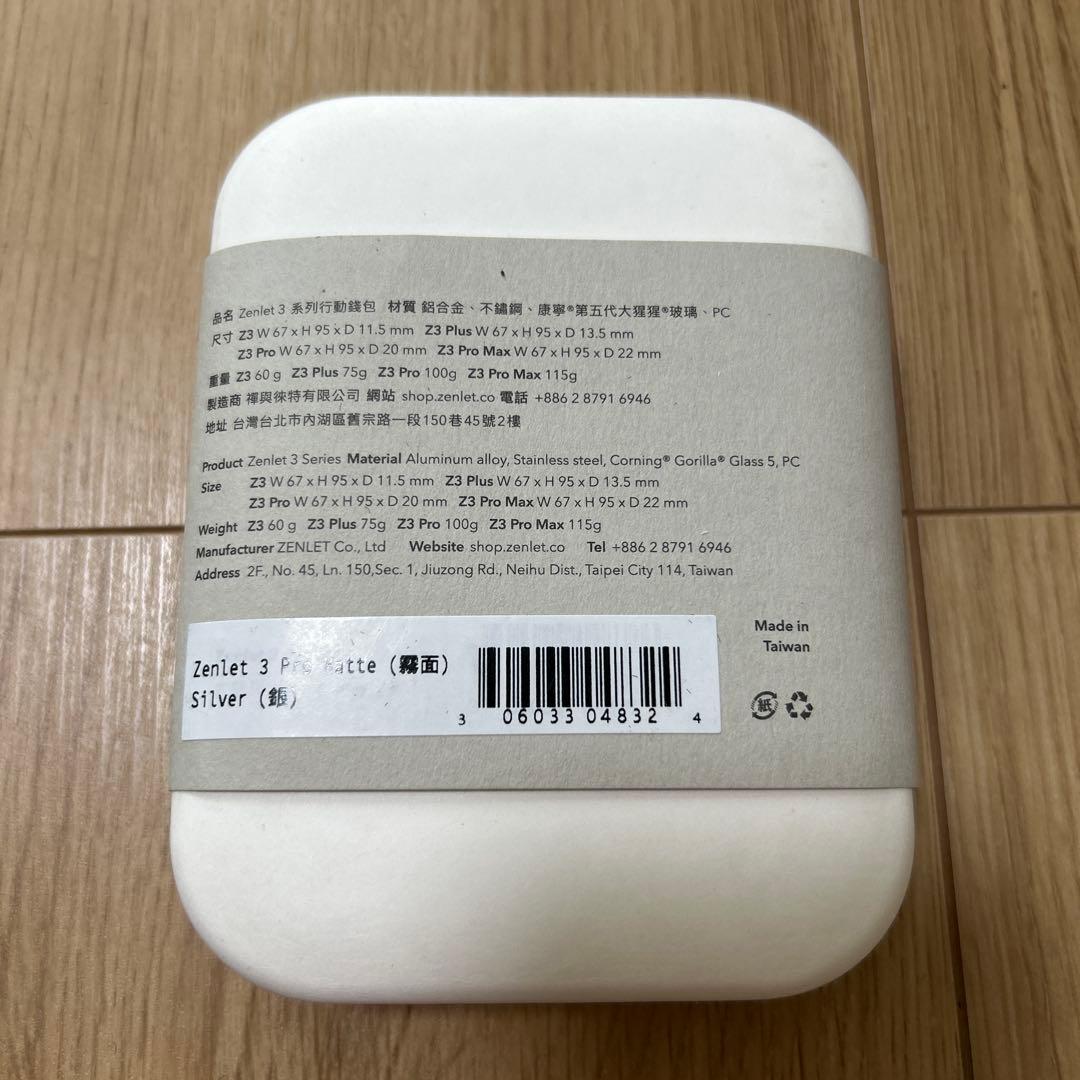 品名 Zenlet 3 系列行動錢包 材質 鋁合金、不鏽鋼、康寧®第五代大猩猩®玻璃、PC
尺寸 Z3 W 67 x H 95 x D 11.5 mm Z3 Plus W 67 x H 95 x D 13.5 mm
Z3 Pro W 67 x H 95 x D 20 mm Z3 Pro Max W 67 x H 95 x D 22 mm
重量 Z3 60 g Z3 Plus 75g Z3 Pro 100g Z3 Pro Max 115g
製造商 禪與徠特有限公司 網站 shop.zenlet.co 電話 +886 2 8791 6946
地址 台灣台北市內湖區舊宗路一段150巷45號2樓
Product Zenlet 3 Series Material Aluminum alloy, Stainless steel, Corning® Gorilla® Glass 5, PC
Size Z3 W 67 x H 95 x D 11.5 mm Z3 Plus W 67 x H 95 x D 13.5 mm
Z3 Pro W 67 x H 95 x D 20 mm Z3 Pro Max W 67 x H 95 x D 22 mm
Weight Z3 60 g Z3 Plus 75g Z3 Pro 100g Z3 Pro Max 115g
Manufacturer ZENLET Co., Ltd Website shop.zenlet.co Tel +886 2 8791 6946
Address 2F., No. 45, Ln. 150,Sec. 1, Jiuzong Rd., Neihu Dist., Taipei City 114, Taiwan
Made in
Taiwan
Zenlet 3 Pro Matte (霧面)
Silver (銀)
3 06033 04832 4
紙